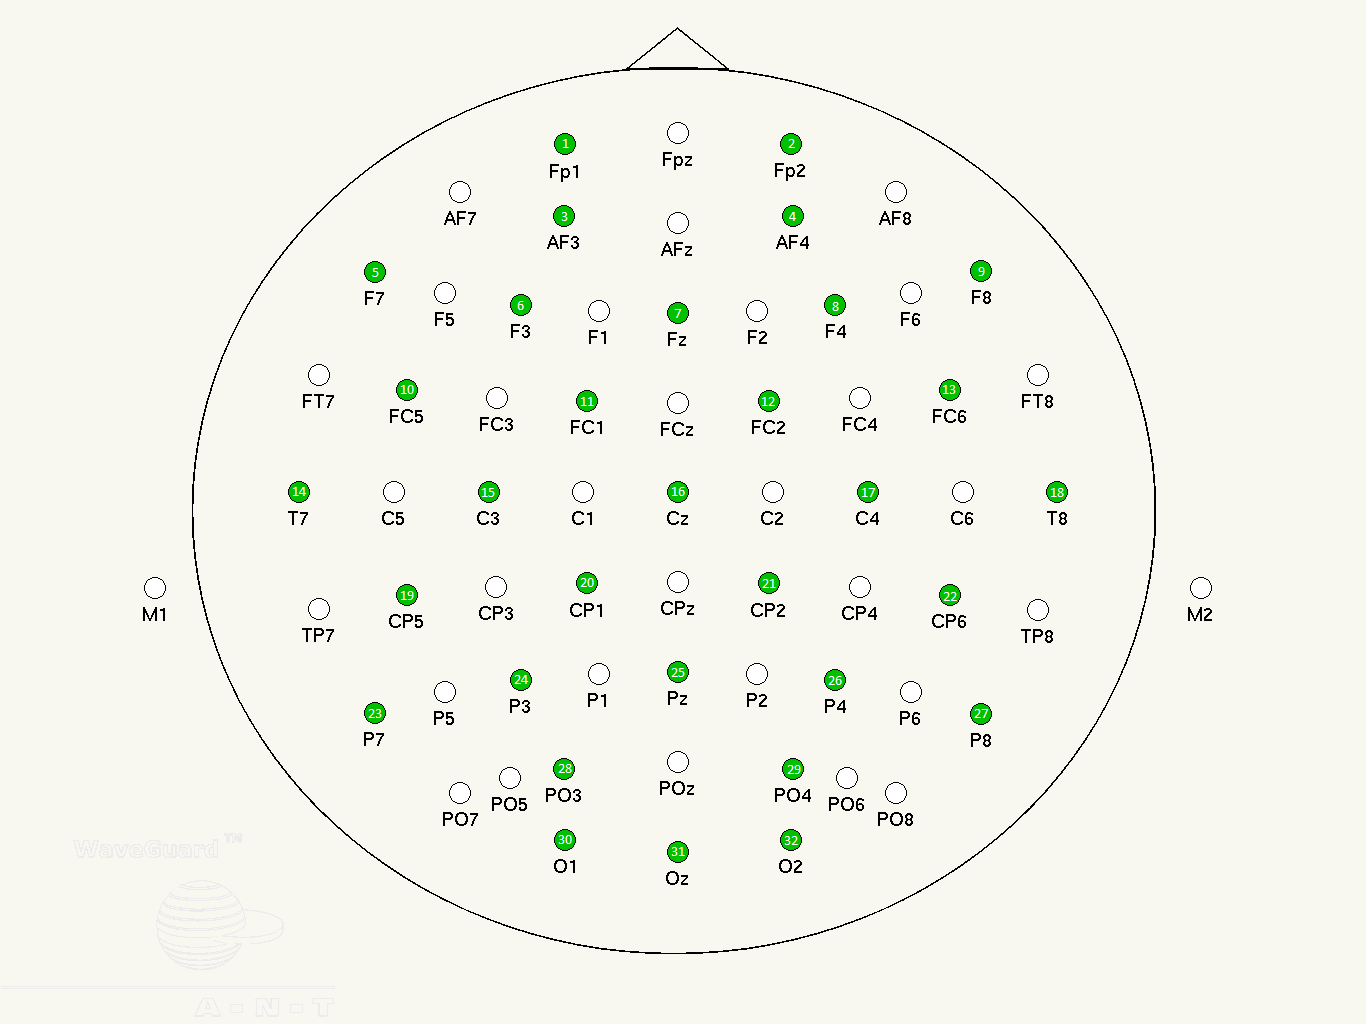 1
Fp1
Fpz
2
Fp2
AF7
3
AF3
AFz
4
AF4
AF8
5
F7
F5
6
F3
F1
7
Fz
F2
8
F4
F6
9
F8
FT7
10
FC5
FC3
11
FC1
FCz
12
FC2
FC4
13
FC6
FT8
14
T7
C5
15
C3
C1
16
Cz
C2
17
C4
C6
18
T8
M1
TP7
19
CP5
CP3
20
CP1
CPz
21
CP2
CP4
22
CP6
TP8
M2
23
P7
P5
24
P3
P1
25
Pz
P2
26
P4
P6
27
P8
PO7
PO5
28
PO3
POz
29
PO4
PO6
PO8
30
O1
31
Oz
32
O2
WaveGuard™
A-N-T